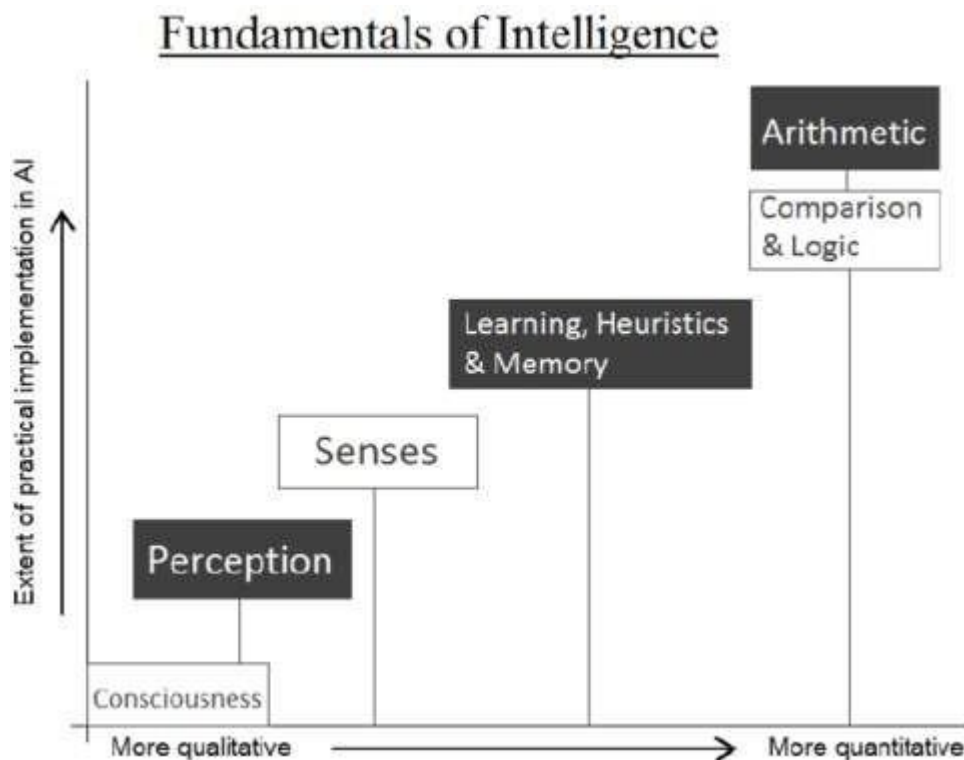 Fundamentals of Intelligence
Extent of practical implementation in AI
Arithmetic
Comparison
& Logic
Learning, Heuristics
& Memory
Senses
Perception
Consciousness
More qualitative
More quantitative